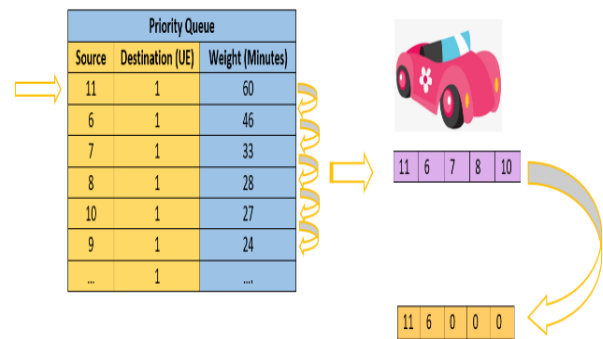 Priority Queue
Source Destination (UE) Weight (Minutes)
11 1 60
6 1 46
7 1 33
8 1 28
10 1 27
9 1 24
... 1 ....
11 6 7 8 10
11 6 0 0 0